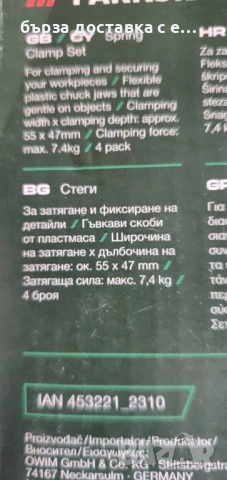 PARKSIDE
бърза доставка с
GB / CY Spring
Clamp Set
For clamping and securing
your workpieces / Flexible
plastic chuck jaws that are
gentle on objects / Clamping
width x clamping depth: approx.
55 x 47mm / Clamping force:
max. 7.4kg / 4 pack
HR
Za za
Fleks
škrip
Širin
steza
Snag
7,4 k
BG Стеги
За затягане и фиксиране на
детайли / Гъвкави скоби
от пластмаса / Широчина
на затягане x дълбочина на
затягане: ок. 55 x 47 mm /
Затягаща сила: макс. 7,4 kg /
4 броя
GR
Για
IAN 453221_2310
Proizvođač/Importator/Producător/
Вносител/Εισαγωγέας:
OWIM GmbH & Co. KG · Stiftsbergstra
74167 Neckarsulm · GERMANY